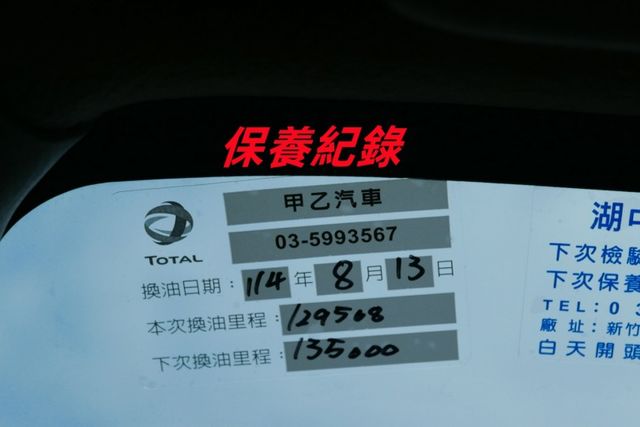 保養紀錄
甲乙汽車
03-5993567
TOTAL
換油日期：114年8月13日
本次換油里程：129508
下次換油里程：135000
湖口
下次檢驗
下次保養
TEL：03
廠址：新竹
白天開頭